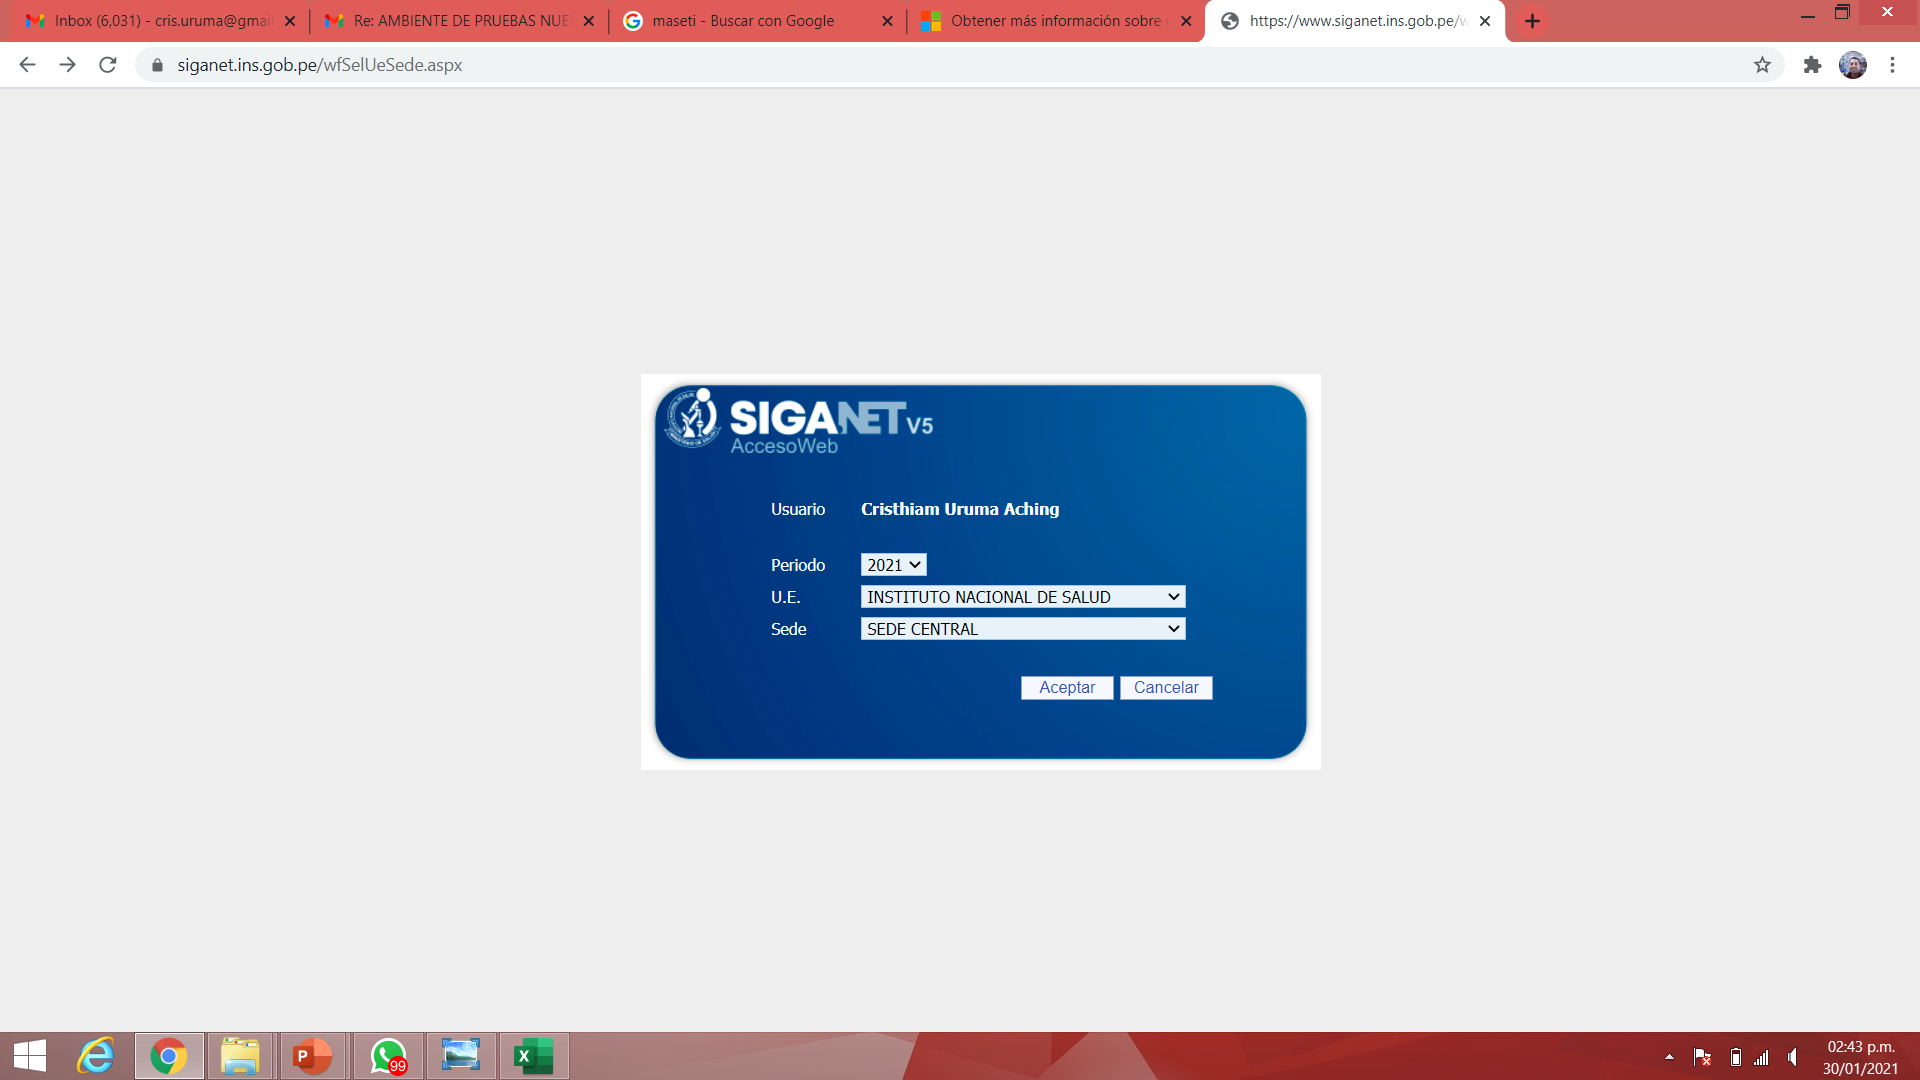 Inbox (6,031) - cris.uruma@gmai
Re: AMBIENTE DE PRUEBAS NUE
maseti - Buscar con Google
Obtener más información sobre
https://www.siganet.ins.gob.pe/w
siganet.ins.gob.pe/wfSelUeSede.aspx
SIGANET V5
AccesoWeb
Usuario Cristhiam Uruma Aching
Periodo 2021
U.E. INSTITUTO NACIONAL DE SALUD
Sede SEDE CENTRAL
Aceptar Cancelar
99
02:43 p.m.
30/01/2021